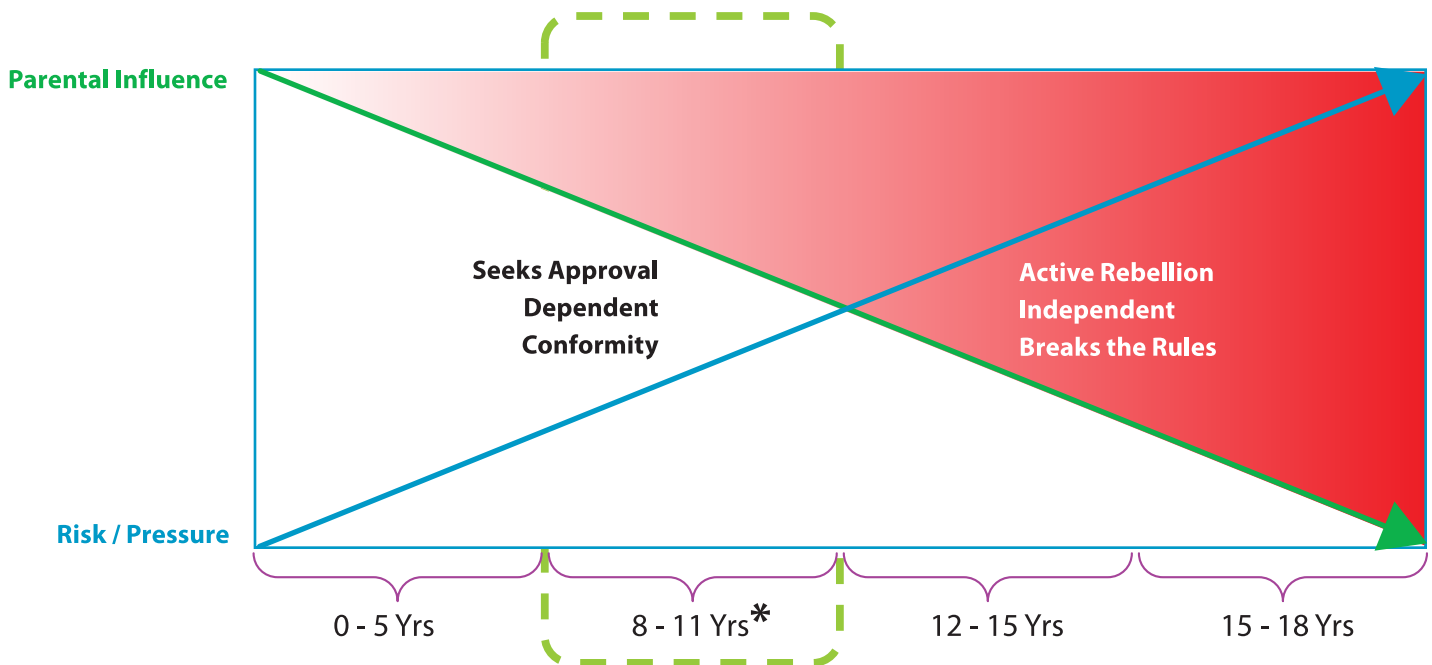 Parental Influence
Seeks Approval
Dependent
Conformity
Active Rebellion
Independent
Breaks the Rules
Risk / Pressure
0 - 5 Yrs
8 - 11 Yrs*
12 - 15 Yrs
15 - 18 Yrs